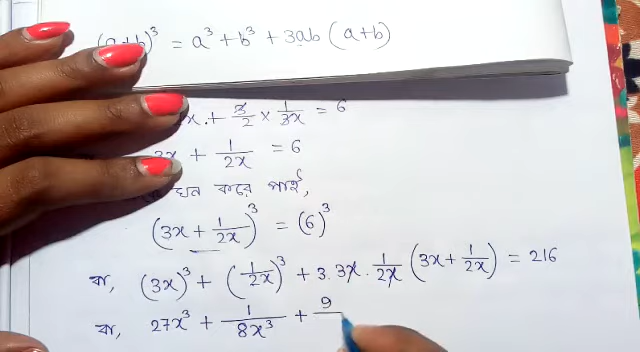 (a+b)³ = a³ + b³ + 3ab (a+b)
x. + 3/2 × 1/3x = 6
3x + 1/2x = 6
ঘন করে পাই,
(3x + 1/2x)³ = (6)³
বা, (3x)³ + (1/2x)³ + 3.3x.1/2x (3x + 1/2x) = 216
বা, 27x³ + 1/8x³ + 9